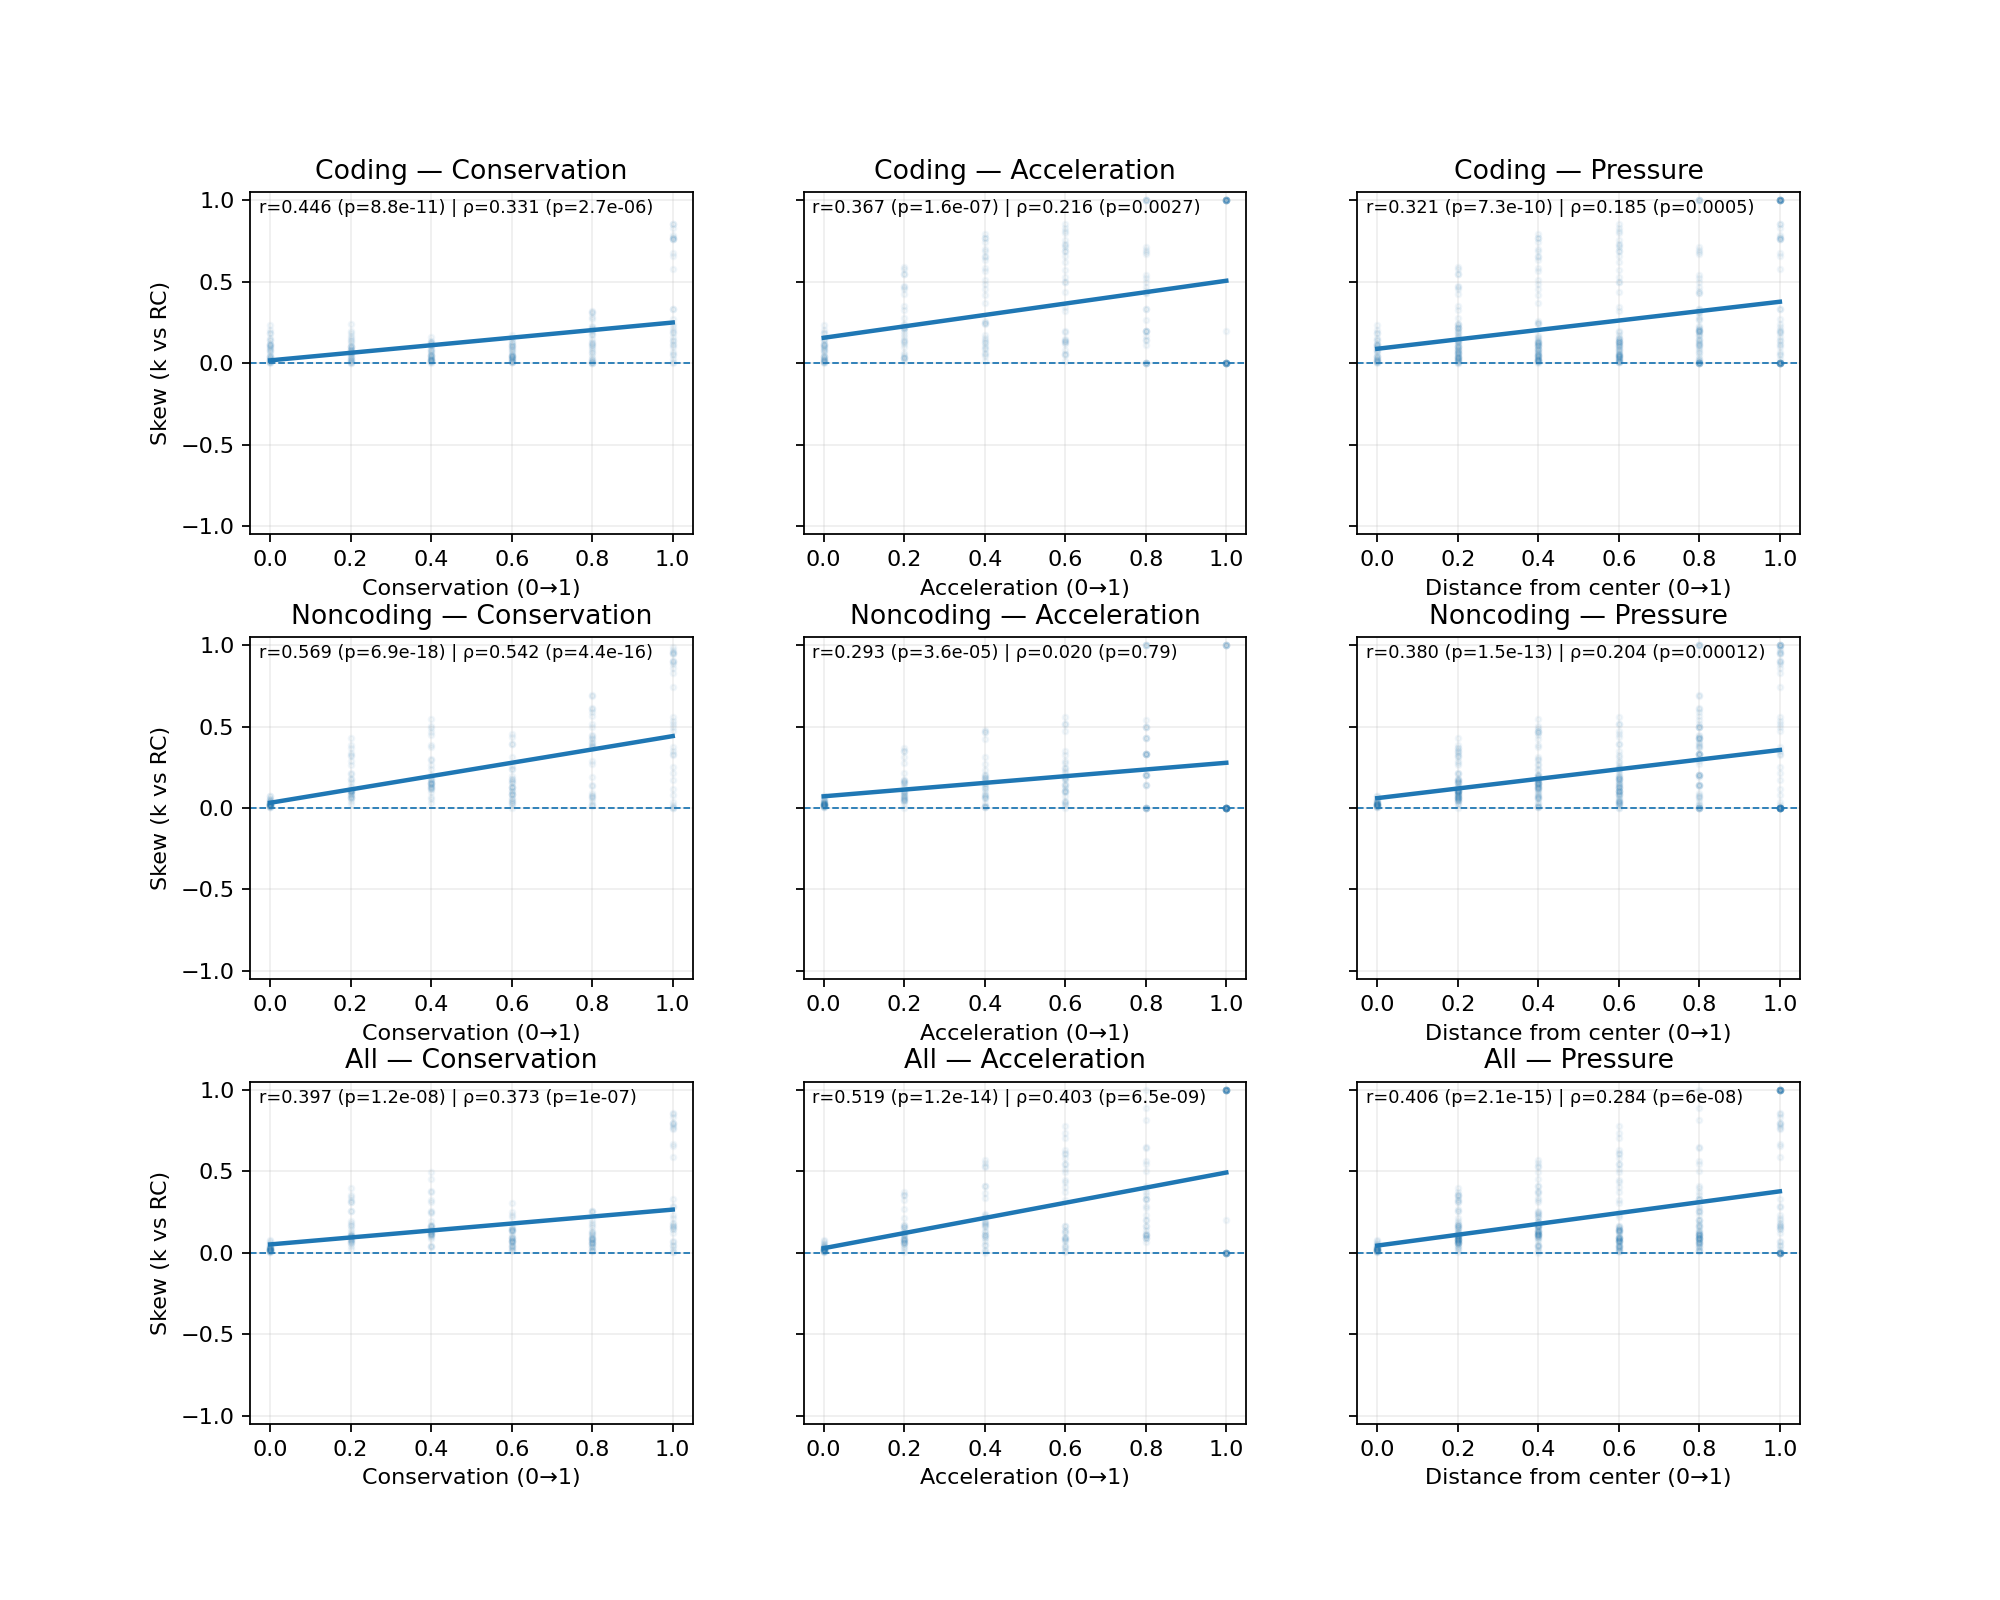 Coding — Conservation
Coding — Acceleration
Coding — Pressure
r=0.446 (p=8.8e-11) | ρ=0.331 (p=2.7e-06)
r=0.367 (p=1.6e-07) | ρ=0.216 (p=0.0027)
r=0.321 (p=7.3e-10) | ρ=0.185 (p=0.0005)
Skew (k vs RC)
1.0
0.5
0.0
−0.5
−1.0
0.0 0.2 0.4 0.6 0.8 1.0
0.0 0.2 0.4 0.6 0.8 1.0
0.0 0.2 0.4 0.6 0.8 1.0
Conservation (0→1)
Acceleration (0→1)
Distance from center (0→1)
Noncoding — Conservation
Noncoding — Acceleration
Noncoding — Pressure
r=0.569 (p=6.9e-18) | ρ=0.542 (p=4.4e-16)
r=0.293 (p=3.6e-05) | ρ=0.020 (p=0.79)
r=0.380 (p=1.5e-13) | ρ=0.204 (p=0.00012)
Skew (k vs RC)
1.0
0.5
0.0
−0.5
−1.0
0.0 0.2 0.4 0.6 0.8 1.0
0.0 0.2 0.4 0.6 0.8 1.0
0.0 0.2 0.4 0.6 0.8 1.0
Conservation (0→1)
Acceleration (0→1)
Distance from center (0→1)
All — Conservation
All — Acceleration
All — Pressure
r=0.397 (p=1.2e-08) | ρ=0.373 (p=1e-07)
r=0.519 (p=1.2e-14) | ρ=0.403 (p=6.5e-09)
r=0.406 (p=2.1e-15) | ρ=0.284 (p=6e-08)
Skew (k vs RC)
1.0
0.5
0.0
−0.5
−1.0
0.0 0.2 0.4 0.6 0.8 1.0
0.0 0.2 0.4 0.6 0.8 1.0
0.0 0.2 0.4 0.6 0.8 1.0
Conservation (0→1)
Acceleration (0→1)
Distance from center (0→1)